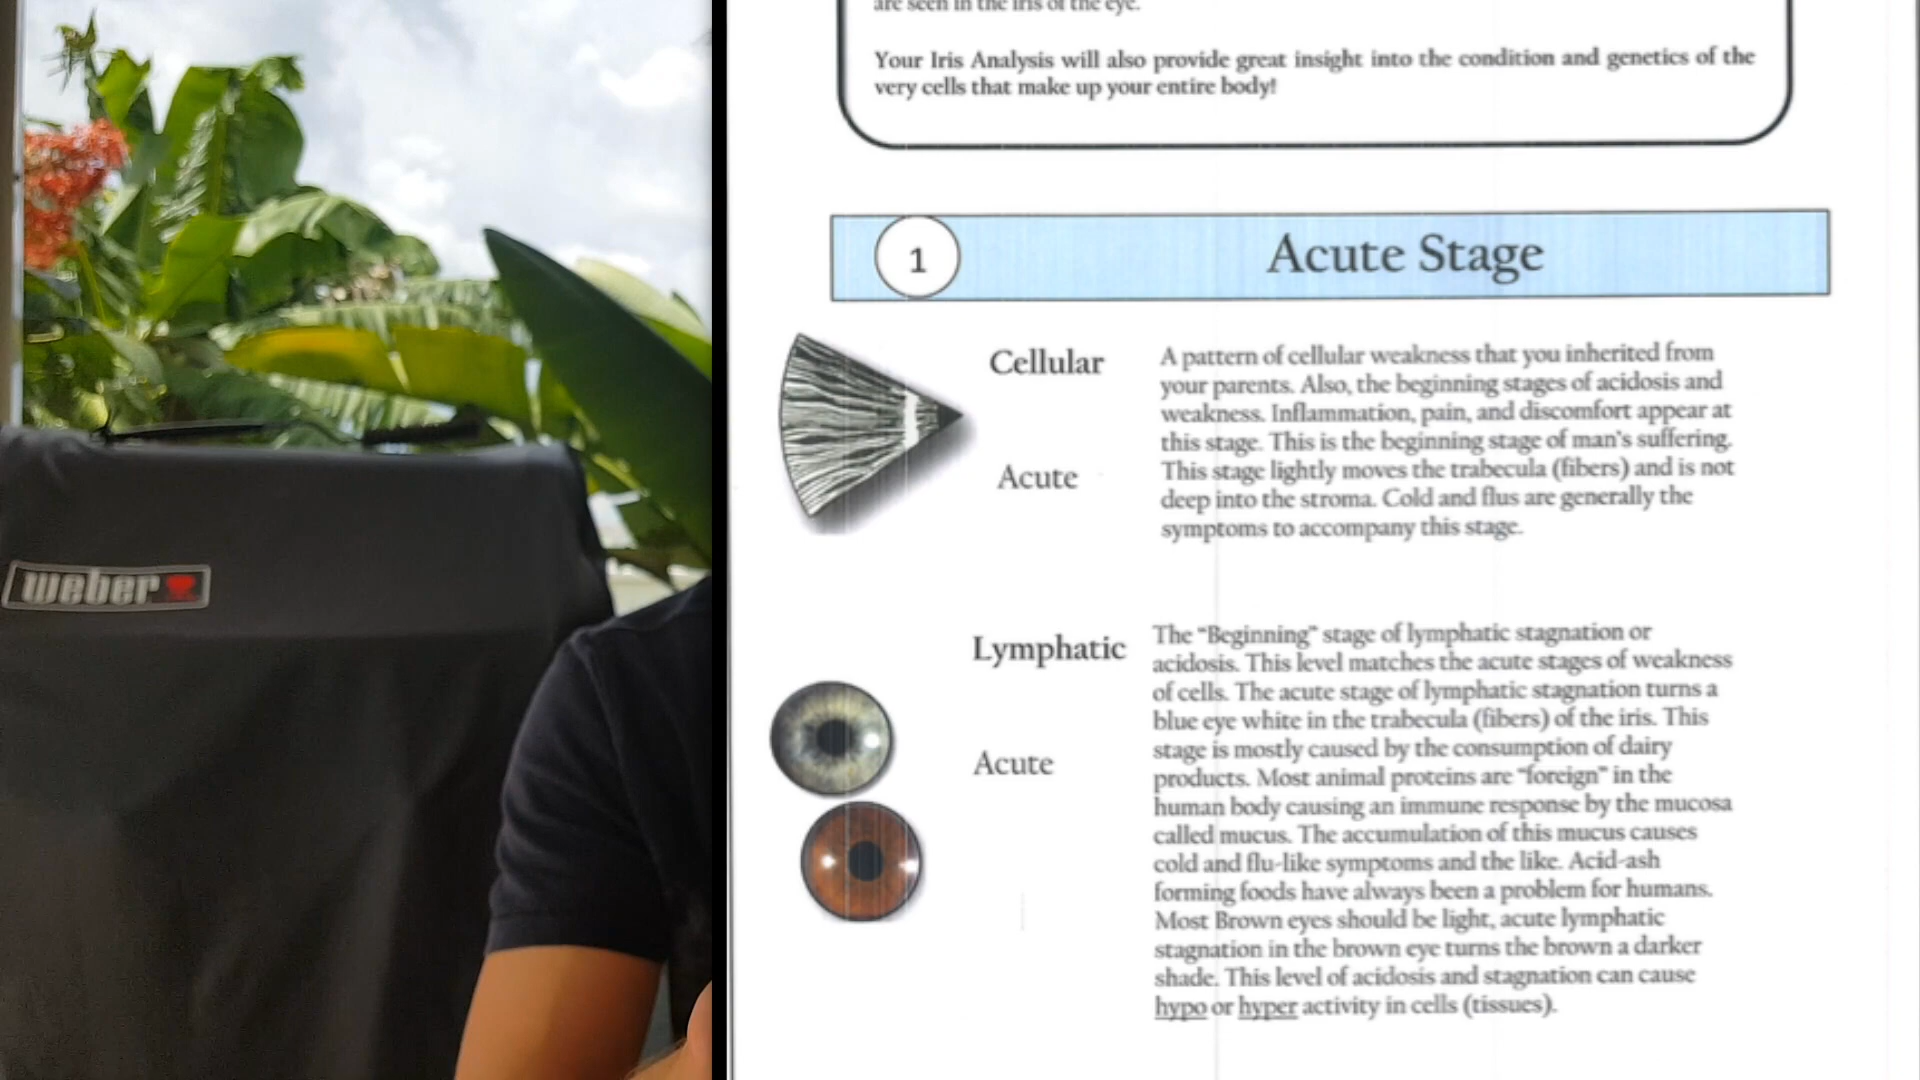 weber
are seen in the iris of the eye.
Your Iris Analysis will also provide great insight into the condition and genetics of the
very cells that make up your entire body!
1
Acute Stage
Cellular
Acute
A pattern of cellular weakness that you inherited from
your parents. Also, the beginning stages of acidosis and
weakness. Inflammation, pain, and discomfort appear at
this stage. This is the beginning stage of man's suffering.
This stage lightly moves the trabecula (fibers) and is not
deep into the stroma. Cold and flus are generally the
symptoms to accompany this stage.
Lymphatic
Acute
The "Beginning" stage of lymphatic stagnation or
acidosis. This level matches the acute stages of weakness
of cells. The acute stage of lymphatic stagnation turns a
blue eye white in the trabecula (fibers) of the iris. This
stage is mostly caused by the consumption of dairy
products. Most animal proteins are "foreign" in the
human body causing an immune response by the mucosa
called mucus. The accumulation of this mucus causes
cold and flu-like symptoms and the like. Acid-ash
forming foods have always been a problem for humans.
Most Brown eyes should be light, acute lymphatic
stagnation in the brown eye turns the brown a darker
shade. This level of acidosis and stagnation can cause
hypo or hyper activity in cells (tissues).